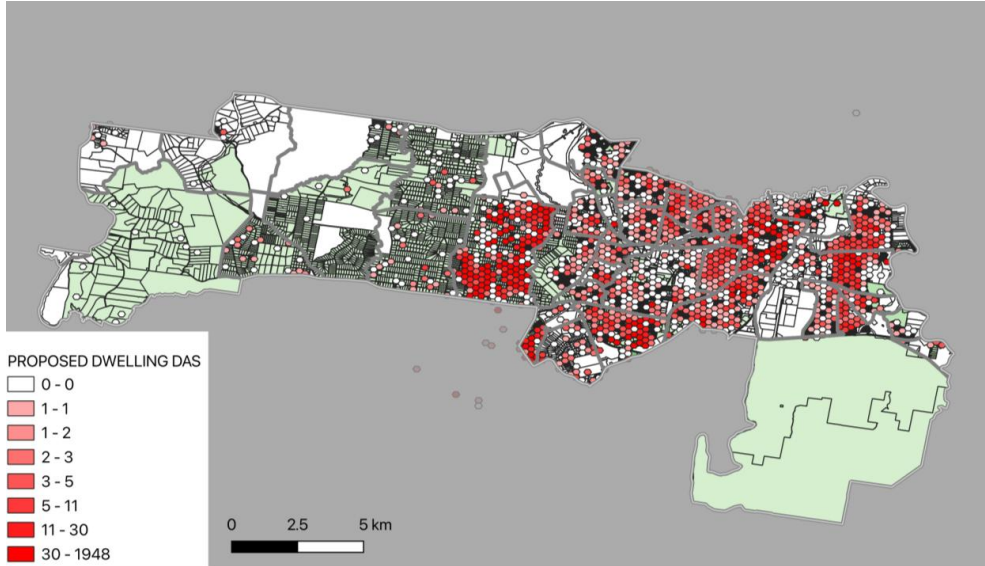 PROPOSED DWELLING DAS
0 - 0
1 - 1
1 - 2
2 - 3
3 - 5
5 - 11
11 - 30
30 - 1948
0 2.5 5 km